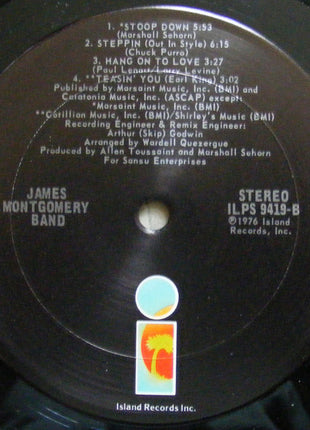 1. *STOOP DOWN 5:53
(Marshall Sehorn)
2. STEPPIN (Out In Style) 6:15
(Chuck Purro)
3. HANG ON TO LOVE 3:27
(Paul Lenart/Larry Levine)
4. **TEASIN' YOU (Earl King) 3:02
Published by Marsaint Music, Inc. (BMI) and
Catatonia Music, Inc. (ASCAP) except:
*Marsaint Music, Inc. (BMI)
**Cotillion Music, Inc. (BMI)/Shirley's Music (BMI)
Recording Engineer & Remix Engineer:
Arthur (Skip) Godwin
Arranged by Wardell Quezergue
Produced by Allen Toussaint and Marshall Sehorn
For Sansu Enterprises
JAMES
MONTGOMERY
BAND
STEREO
ILPS 9419-B
℗1976 Island
Records, Inc.
i
Island Records Inc.